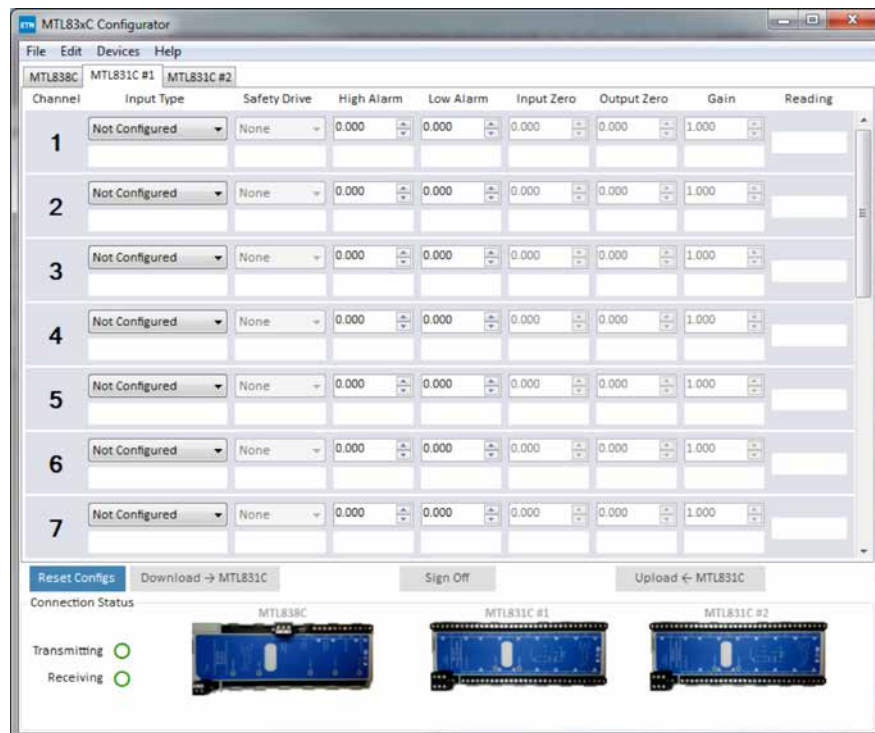 ETN MTL83xC Configurator
File Edit Devices Help
MTL838C MTL831C #1 MTL831C #2
Channel Input Type Safety Drive High Alarm Low Alarm Input Zero Output Zero Gain Reading
1 Not Configured None 0.000 0.000 0.000 0.000 1.000
2 Not Configured None 0.000 0.000 0.000 0.000 1.000
3 Not Configured None 0.000 0.000 0.000 0.000 1.000
4 Not Configured None 0.000 0.000 0.000 0.000 1.000
5 Not Configured None 0.000 0.000 0.000 0.000 1.000
6 Not Configured None 0.000 0.000 0.000 0.000 1.000
7 Not Configured None 0.000 0.000 0.000 0.000 1.000
Reset Configs Download → MTL831C Sign Off Upload ← MTL831C
Connection Status
MTL838C MTL831C #1 MTL831C #2
Transmitting
Receiving